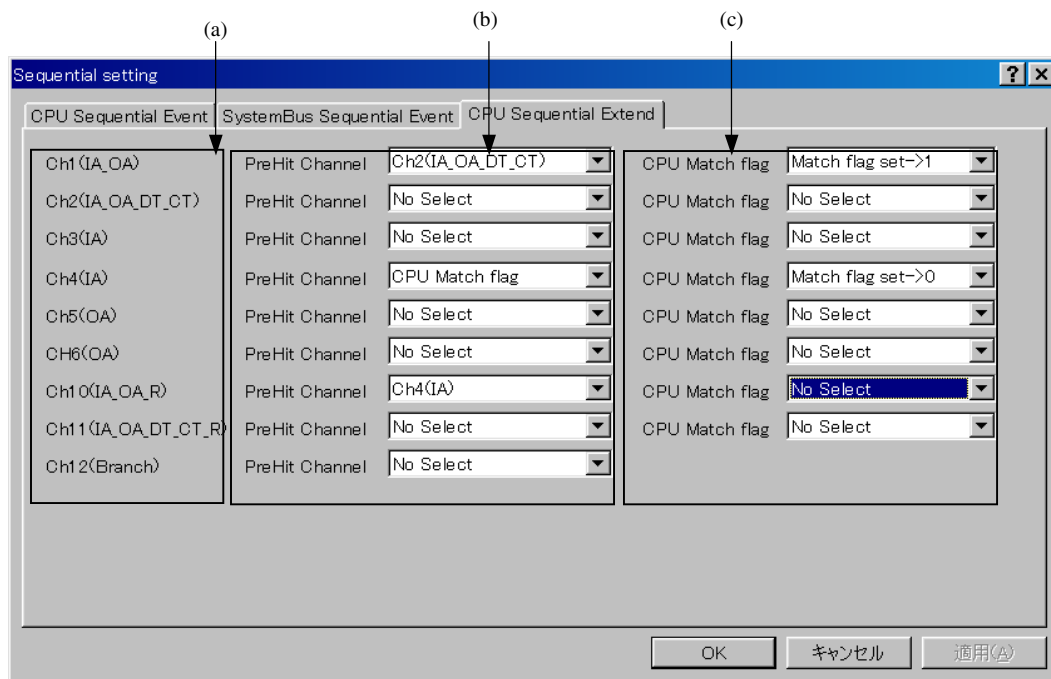 (a) (b) (c)
Sequential setting
CPU Sequential Event SystemBus Sequential Event CPU Sequential Extend
Ch1(IA_OA) PreHit Channel Ch2(IA_OA_DT_CT) CPU Match flag Match flag set->1
Ch2(IA_OA_DT_CT) PreHit Channel No Select CPU Match flag No Select
Ch3(IA) PreHit Channel No Select CPU Match flag No Select
Ch4(IA) PreHit Channel CPU Match flag CPU Match flag Match flag set->0
Ch5(OA) PreHit Channel No Select CPU Match flag No Select
CH6(OA) PreHit Channel No Select CPU Match flag No Select
Ch10(IA_OA_R) PreHit Channel Ch4(IA) CPU Match flag No Select
Ch11(IA_OA_DT_CT_R) PreHit Channel No Select CPU Match flag No Select
Ch12(Branch) PreHit Channel No Select
OK キャンセル 適用(A)